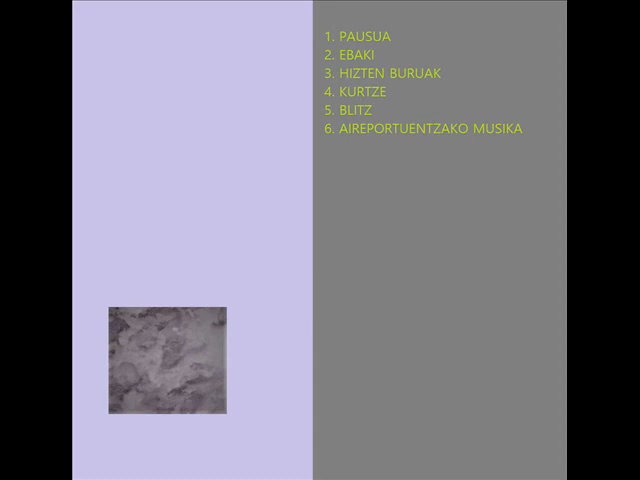 1. PAUSUA
2. EBAKI
3. HIZTEN BURUAK
4. KURTZE
5. BLITZ
6. AIREPORTUENTZAKO MUSIKA